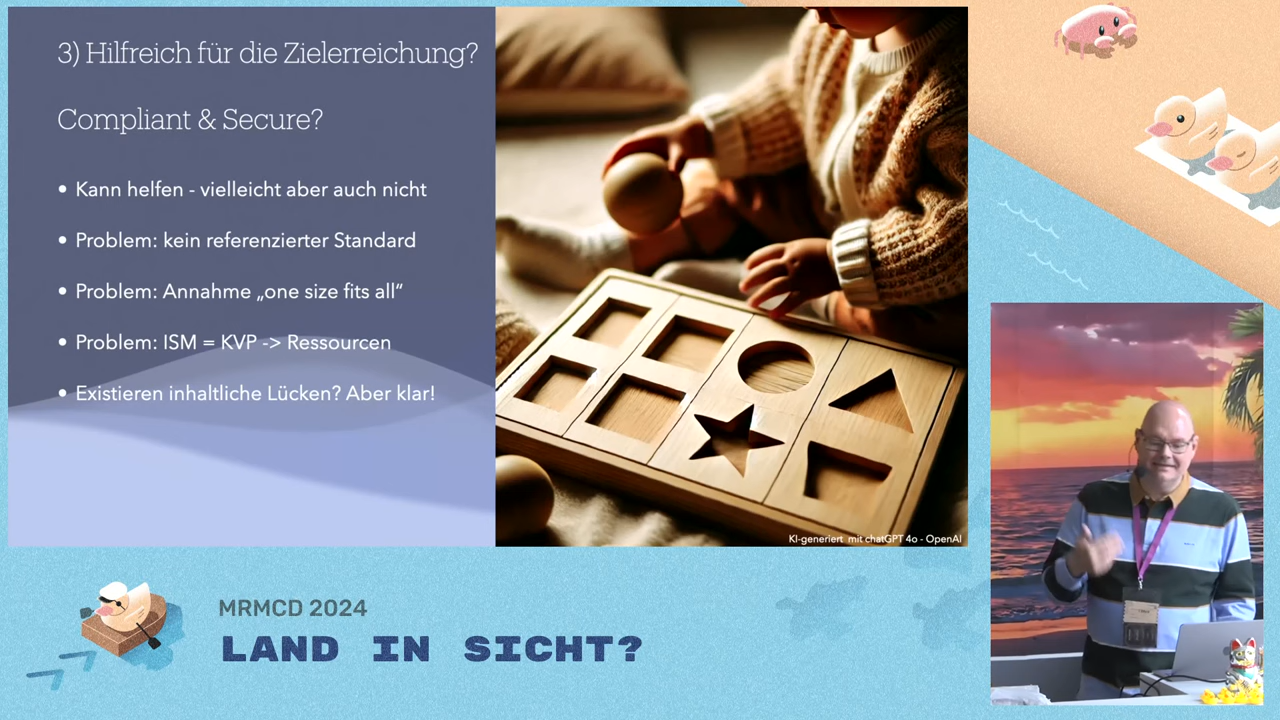 3) Hilfreich für die Zielerreichung?
Compliant & Secure?
• Kann helfen - vielleicht aber auch nicht
• Problem: kein referenzierter Standard
• Problem: Annahme „one size fits all“
• Problem: ISM = KVP -> Ressourcen
• Existieren inhaltliche Lücken? Aber klar!
KI-generiert mit chatGPT 4o - OpenAI
MRMCD 2024
LAND IN SICHT?